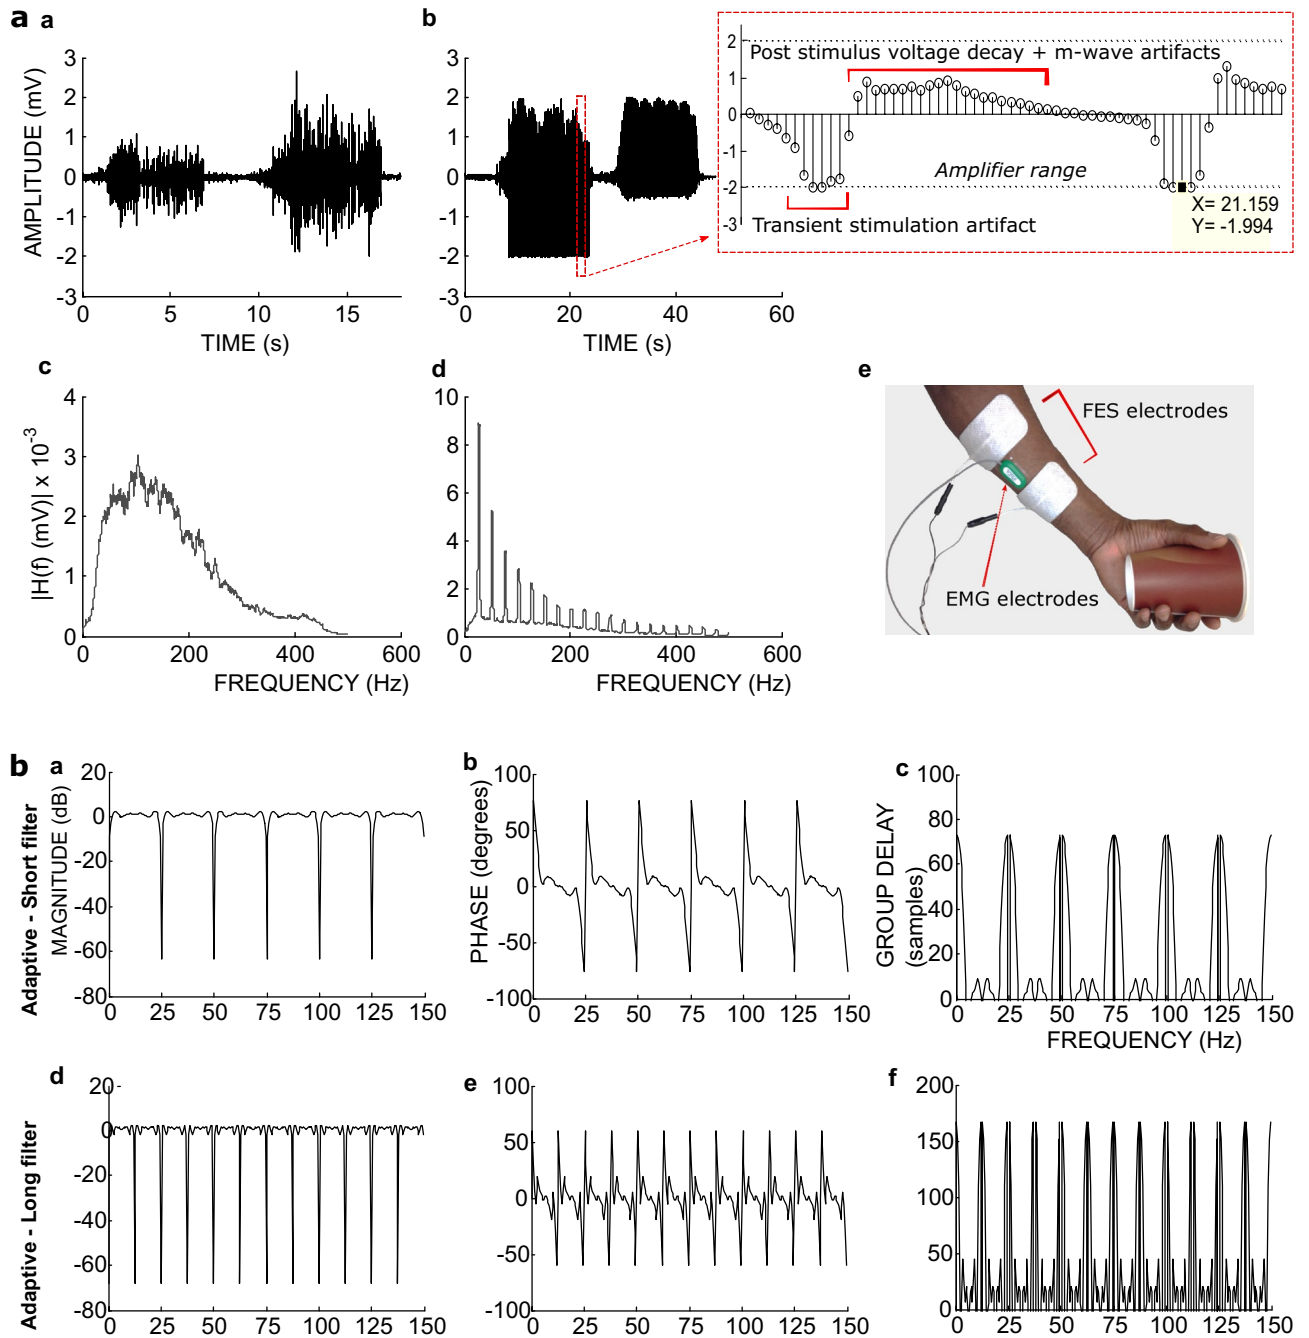 a
a
b
AMPLITUDE (mV)
3
2
1
0
-1
-2
-3
0
5
10
15
TIME (s)
3
2
1
0
-1
-2
-3
0
20
40
60
TIME (s)
2
1
0
-1
-2
-3
Post stimulus voltage decay + m-wave artifacts
Amplifier range
Transient stimulation artifact
X= 21.159
Y= -1.994
c
|H(f) (mV)| x 10-3
4
3
2
1
0
0
200
400
600
FREQUENCY (Hz)
d
10
8
6
4
2
0
0
200
400
600
FREQUENCY (Hz)
e
FES electrodes
EMG electrodes
b
Adaptive - Short filter
a
MAGNITUDE (dB)
20
0
-20
-40
-60
-80
0 25 50 75 100 125 150
b
PHASE (degrees)
100
50
0
-50
-100
0 25 50 75 100 125 150
c
GROUP DELAY
(samples)
100
80
60
40
20
0
0 25 50 75 100 125 150
FREQUENCY (Hz)
Adaptive - Long filter
d
20
0
-20
-40
-60
-80
0 25 50 75 100 125 150
e
100
50
0
-50
-100
0 25 50 75 100 125 150
f
200
150
100
50
0
0 25 50 75 100 125 150